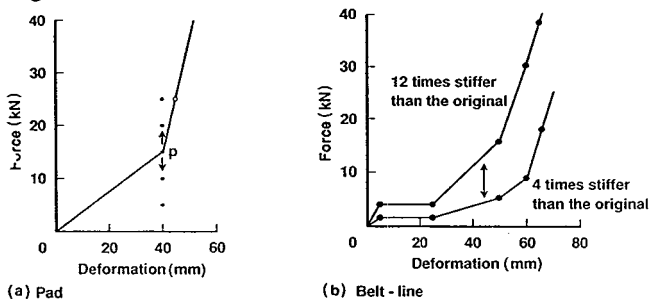 40
30
20
10
0
Force (kN)
p
20
40
60
Deformation (mm)
(a) Pad
40
30
20
10
0
Force (kN)
12 times stiffer
than the original
4 times stiffer
than the original
20
40
60
80
Deformation (mm)
(b) Belt - line